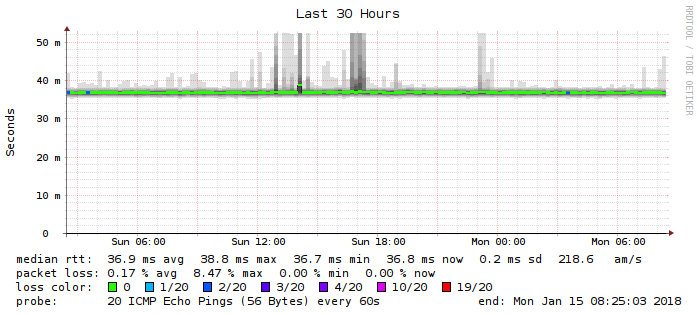 Last 30 Hours
RRDTOOL / TOBI OETIKER
Seconds
50 m
40 m
30 m
20 m
10 m
0
Sun 06:00 Sun 12:00 Sun 18:00 Mon 00:00 Mon 06:00
median rtt: 36.9 ms avg 38.8 ms max 36.7 ms min 36.8 ms now 0.2 ms sd 218.6 am/s
packet loss: 0.17 % avg 8.47 % max 0.00 % min 0.00 % now
loss color: 0 1/20 2/20 3/20 4/20 10/20 19/20
probe: 20 ICMP Echo Pings (56 Bytes) every 60s end: Mon Jan 15 08:25:03 2018